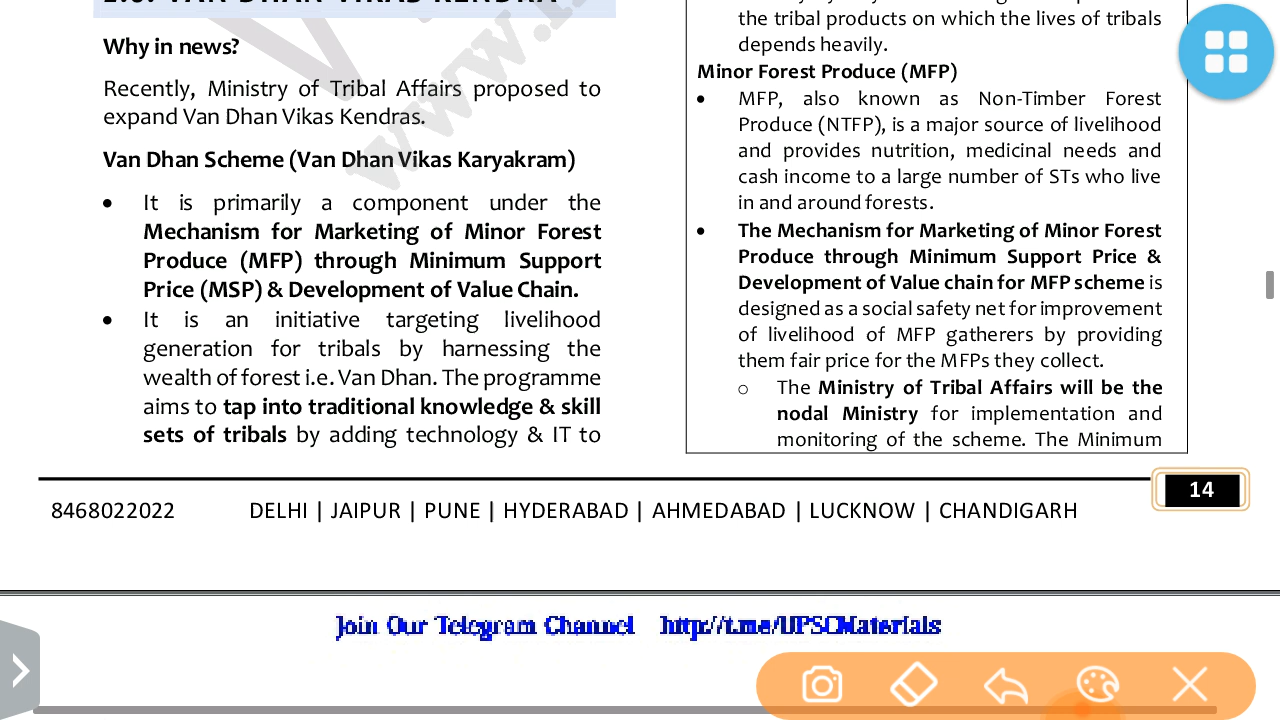 Why in news?
Recently, Ministry of Tribal Affairs proposed to
expand Van Dhan Vikas Kendras.
Van Dhan Scheme (Van Dhan Vikas Karyakram)
• It is primarily a component under the
Mechanism for Marketing of Minor Forest
Produce (MFP) through Minimum Support
Price (MSP) & Development of Value Chain.
• It is an initiative targeting livelihood
generation for tribals by harnessing the
wealth of forest i.e. Van Dhan. The programme
aims to tap into traditional knowledge & skill
sets of tribals by adding technology & IT to
the tribal products on which the lives of tribals
depends heavily.
Minor Forest Produce (MFP)
• MFP, also known as Non-Timber Forest
Produce (NTFP), is a major source of livelihood
and provides nutrition, medicinal needs and
cash income to a large number of STs who live
in and around forests.
• The Mechanism for Marketing of Minor Forest
Produce through Minimum Support Price &
Development of Value chain for MFP scheme is
designed as a social safety net for improvement
of livelihood of MFP gatherers by providing
them fair price for the MFPs they collect.
o The Ministry of Tribal Affairs will be the
nodal Ministry for implementation and
monitoring of the scheme. The Minimum
14
8468022022 DELHI | JAIPUR | PUNE | HYDERABAD | AHMEDABAD | LUCKNOW | CHANDIGARH
Join Our Telegram Channel http://t.me/UPSCMaterials